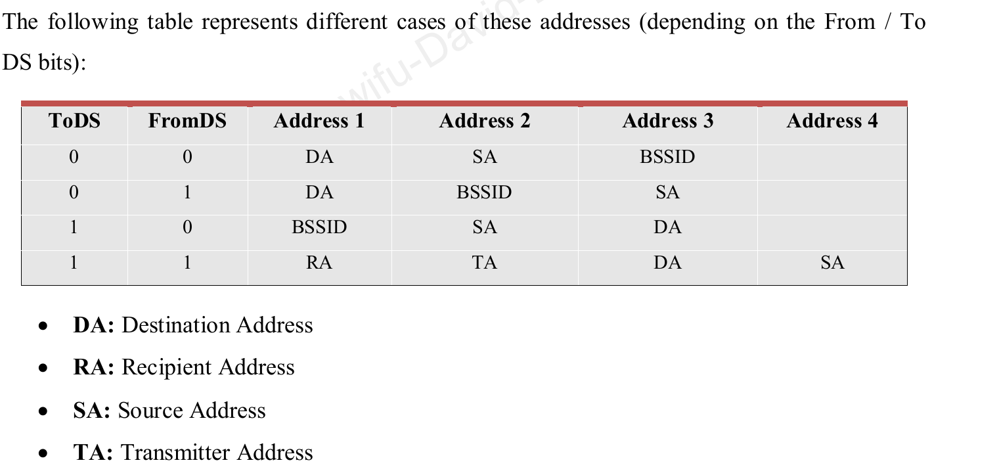 The following table represents different cases of these addresses (depending on the From / To
DS bits):
wifu-David-
ToDS FromDS Address 1 Address 2 Address 3 Address 4
0 0 DA SA BSSID
0 1 DA BSSID SA
1 0 BSSID SA DA
1 1 RA TA DA SA
• DA: Destination Address
• RA: Recipient Address
• SA: Source Address
• TA: Transmitter Address